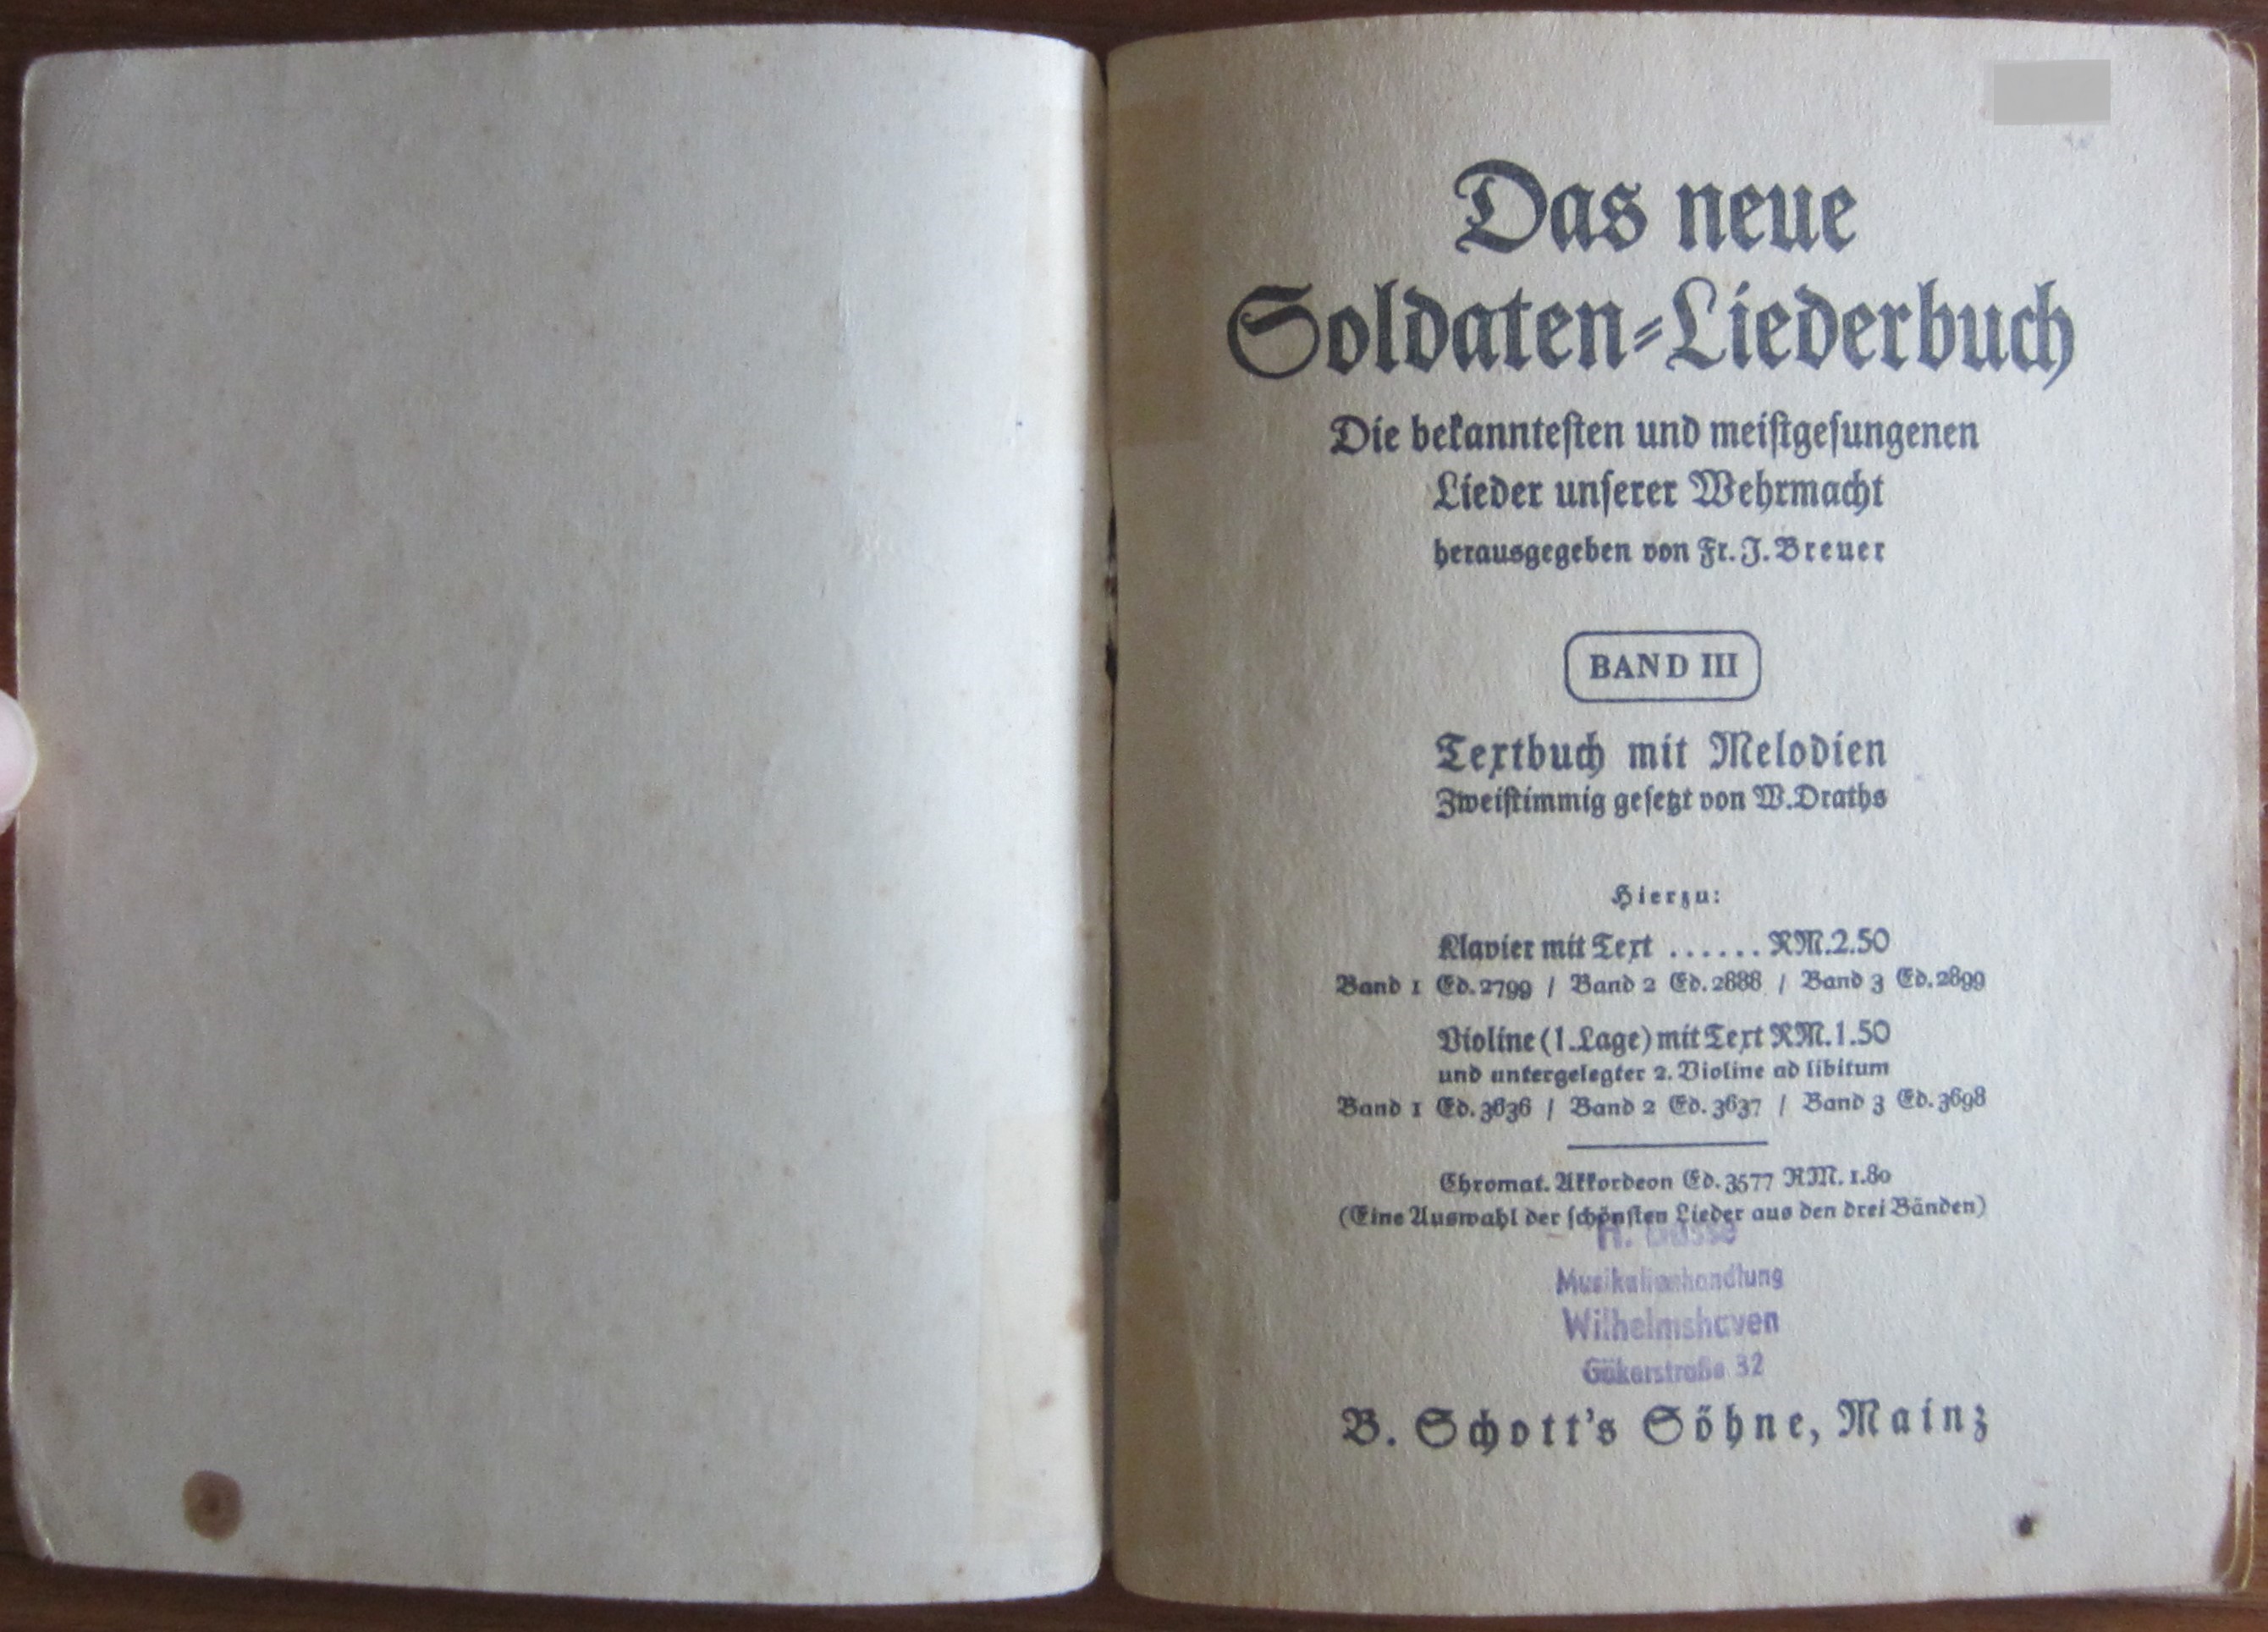 Das neue
Soldaten=Liederbuch
Die bekannteſten und meiſtgeſungenen
Lieder unſerer Wehrmacht
herausgegeben von Fr. J. Breuer
BAND III
Textbuch mit Melodien
Zweiſtimmig geſetzt von W. Draths
Hierzu:
Klavier mit Text ...... RM. 2.50
Band 1 Ed. 2799 / Band 2 Ed. 2888 / Band 3 Ed. 2899
Violine (1. Lage) mit Text RM. 1.50
und untergelegter 2. Violine ad libitum
Band 1 Ed. 3636 / Band 2 Ed. 3637 / Band 3 Ed. 3698
Chromat. Akkordeon Ed. 3577 RM. 1.80
(Eine Auswahl der ſchönſten Lieder aus den drei Bänden)
H.
Musikalienhandlung
Wilhelmshaven
Gökerstraße 32
B. Schott's Söhne, Mainz